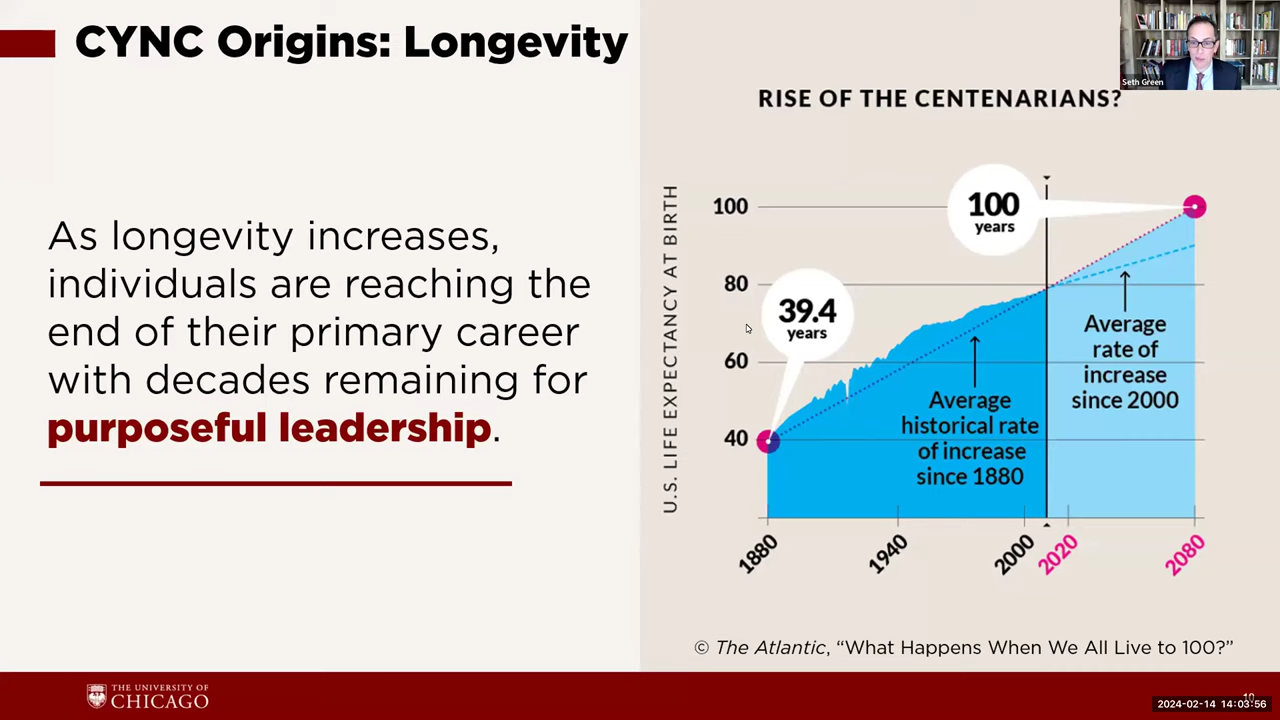 CYNC Origins: Longevity
As longevity increases,
individuals are reaching the
end of their primary career
with decades remaining for
purposeful leadership.
RISE OF THE CENTENARIANS?
Seth Green
U.S. LIFE EXPECTANCY AT BIRTH
100
80
60
40
39.4
years
100
years
Average
historical rate
of increase
since 1880
Average
rate of
increase
since 2000
1880
1940
2000
2020
2080
© The Atlantic, “What Happens When We All Live to 100?”
THE UNIVERSITY OF
CHICAGO
2024-02-14 14:03:56